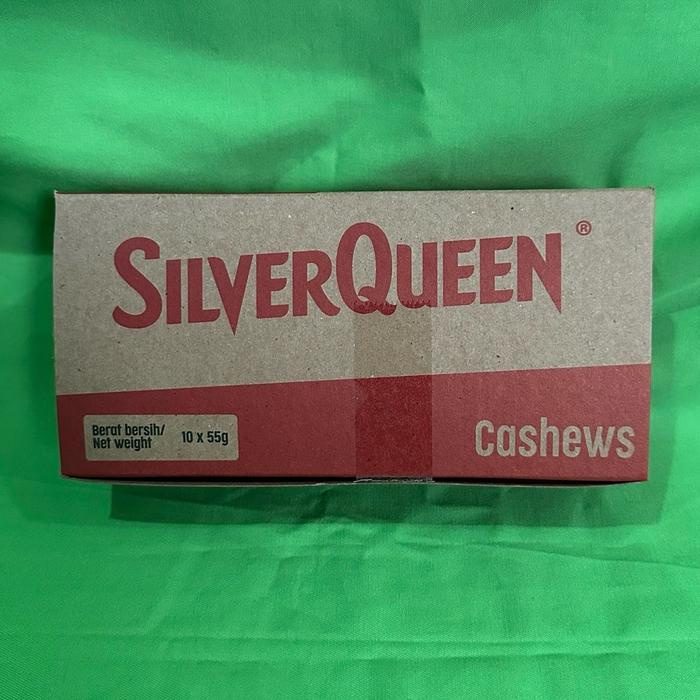 SILVERQUEEN ®
Berat bersih/
Net weight 10 x 55g
Cashews